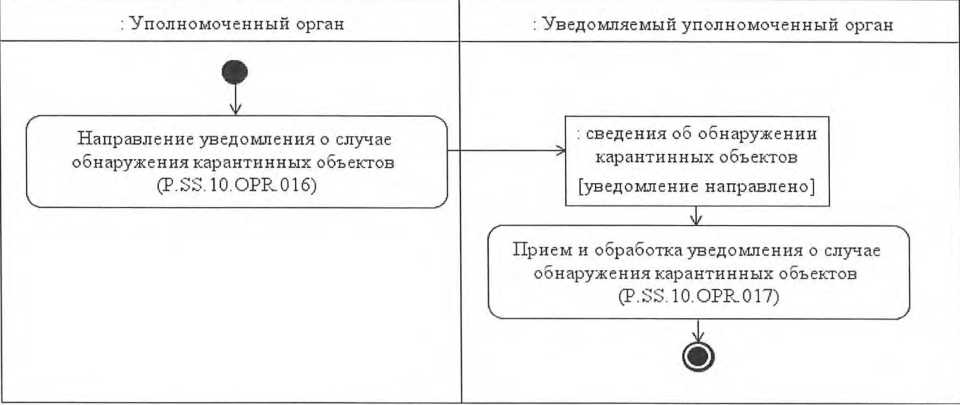 : Уполномоченный орган
: Уведомляемый уполномоченный орган
Направление уведомления о случае
обнаружения карантинных объектов
(P.SS.10.OPR.016)
: сведения об обнаружении
карантинных объектов
[уведомление направлено]
Прием и обработка уведомления о случае
обнаружения карантинных объектов
(P.SS.10.OPR.017)